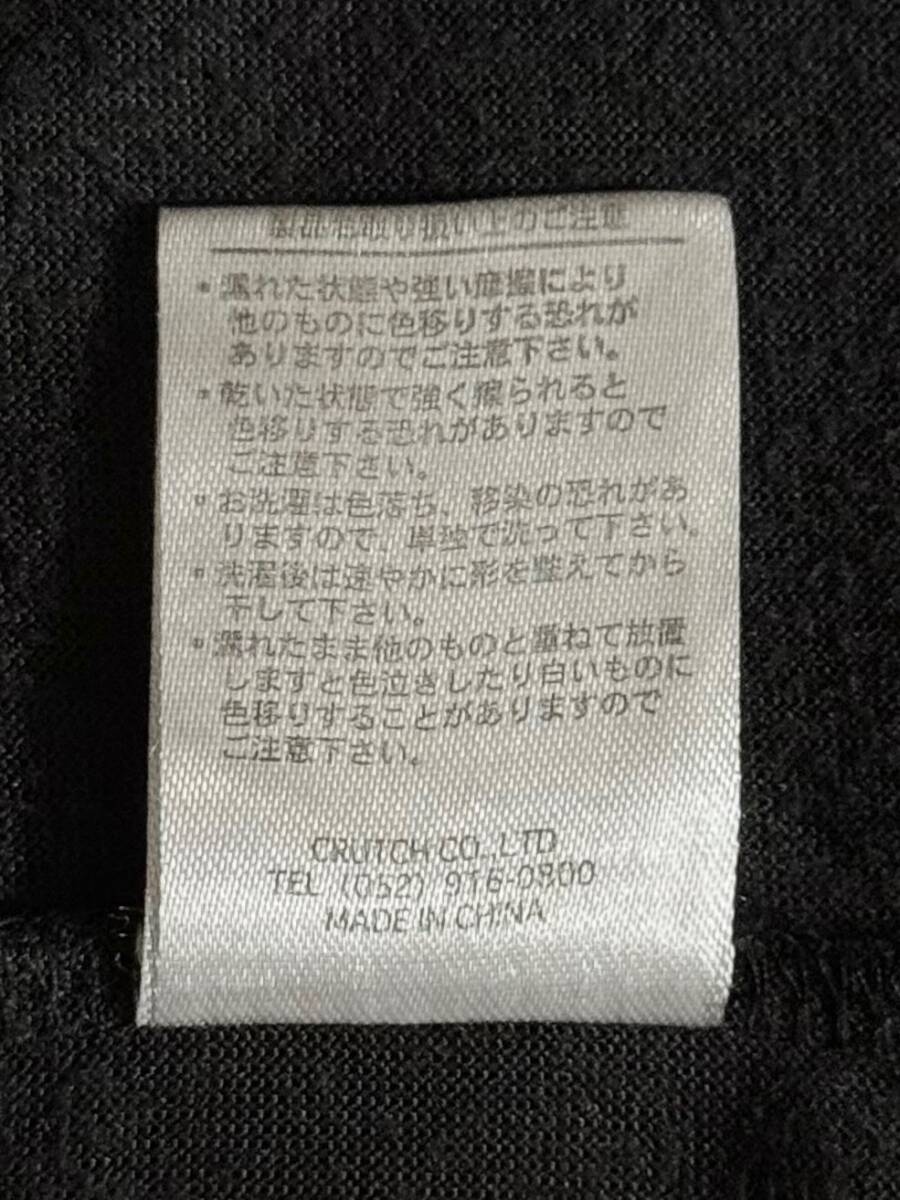 製品お取り扱い上のご注意
・濡れた状態や強い摩擦により
他のものに色移りする恐れが
ありますのでご注意下さい。
・乾いた状態で強く擦られると
色移りする恐れがありますので
ご注意下さい。
・お洗濯は色落ち、移染の恐れがあ
りますので、単独で洗って下さい。
・洗濯後は速やかに形を整えてから
干して下さい。
・濡れたまま他のものと重ねて放置
しますと色泣きしたり白いものに
色移りすることがありますので
ご注意下さい。
CRUTCH CO.,LTD
TEL (052) 916-0800
MADE IN CHINA